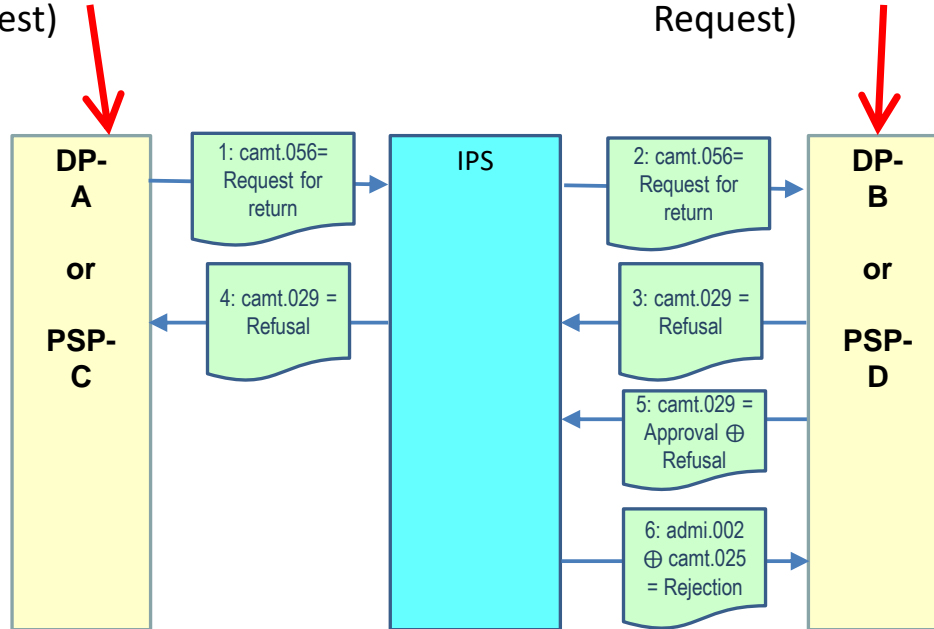 est)
Request)
DP-
A
or
PSP-
C
1: camt.056=
Request for
return
IPS
2: camt.056=
Request for
return
DP-
B
or
PSP-
D
4: camt.029 =
Refusal
3: camt.029 =
Refusal
5: camt.029 =
Approval ⊕
Refusal
6: admi.002
⊕ camt.025
= Rejection